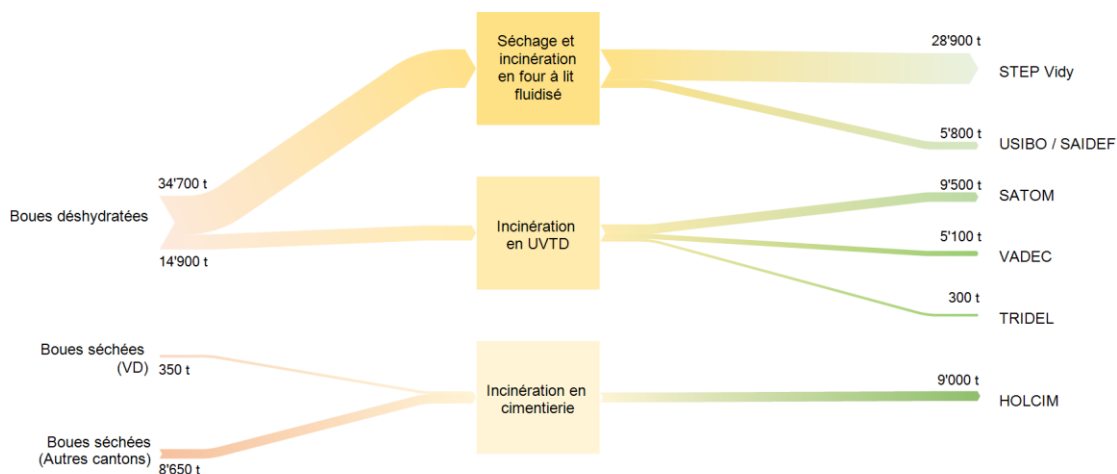 Séchage et
incinération
en four à lit
fluidisé
28'900 t
STEP Vidy
5'800 t
USIBO / SAIDEF
34'700 t
Boues déshydratées
14'900 t
Incinération
en UVTD
9'500 t
SATOM
5'100 t
VADEC
300 t
TRIDEL
Boues séchées
(VD)
350 t
Boues séchées
(Autres cantons)
8'650 t
Incinération en
cimentierie
9'000 t
HOLCIM